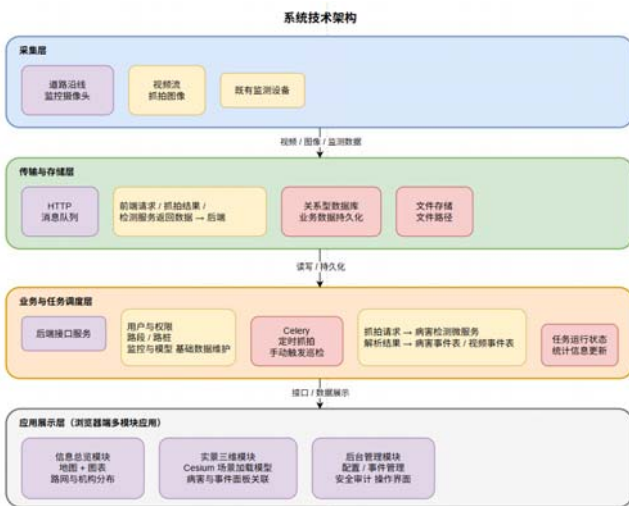 系统技术架构
采集层
道路沿线
监控摄像头
视频流
抓拍图像
既有监测设备
视频 / 图像 / 监测数据
传输与存储层
HTTP
消息队列
前端请求 / 抓拍结果 /
检测服务返回数据 → 后端
关系型数据库
业务数据持久化
文件存储
文件路径
读写 / 持久化
业务与任务调度层
后端接口服务
用户与权限
路段 / 路桩
监控与模型 基础数据维护
Celery
定时抓拍
手动触发巡检
抓拍请求 → 病害检测微服务
解析结果 → 病害事件表 / 视频事件表
任务运行状态
统计信息更新
接口 / 数据展示
应用展示层（浏览器端多模块应用）
信息总览模块
地图 + 图表
路网与机构分布
实景三维模块
Cesium 场景加载模型
病害与事件面板关联
后台管理模块
配置 / 事件管理
安全审计 操作界面